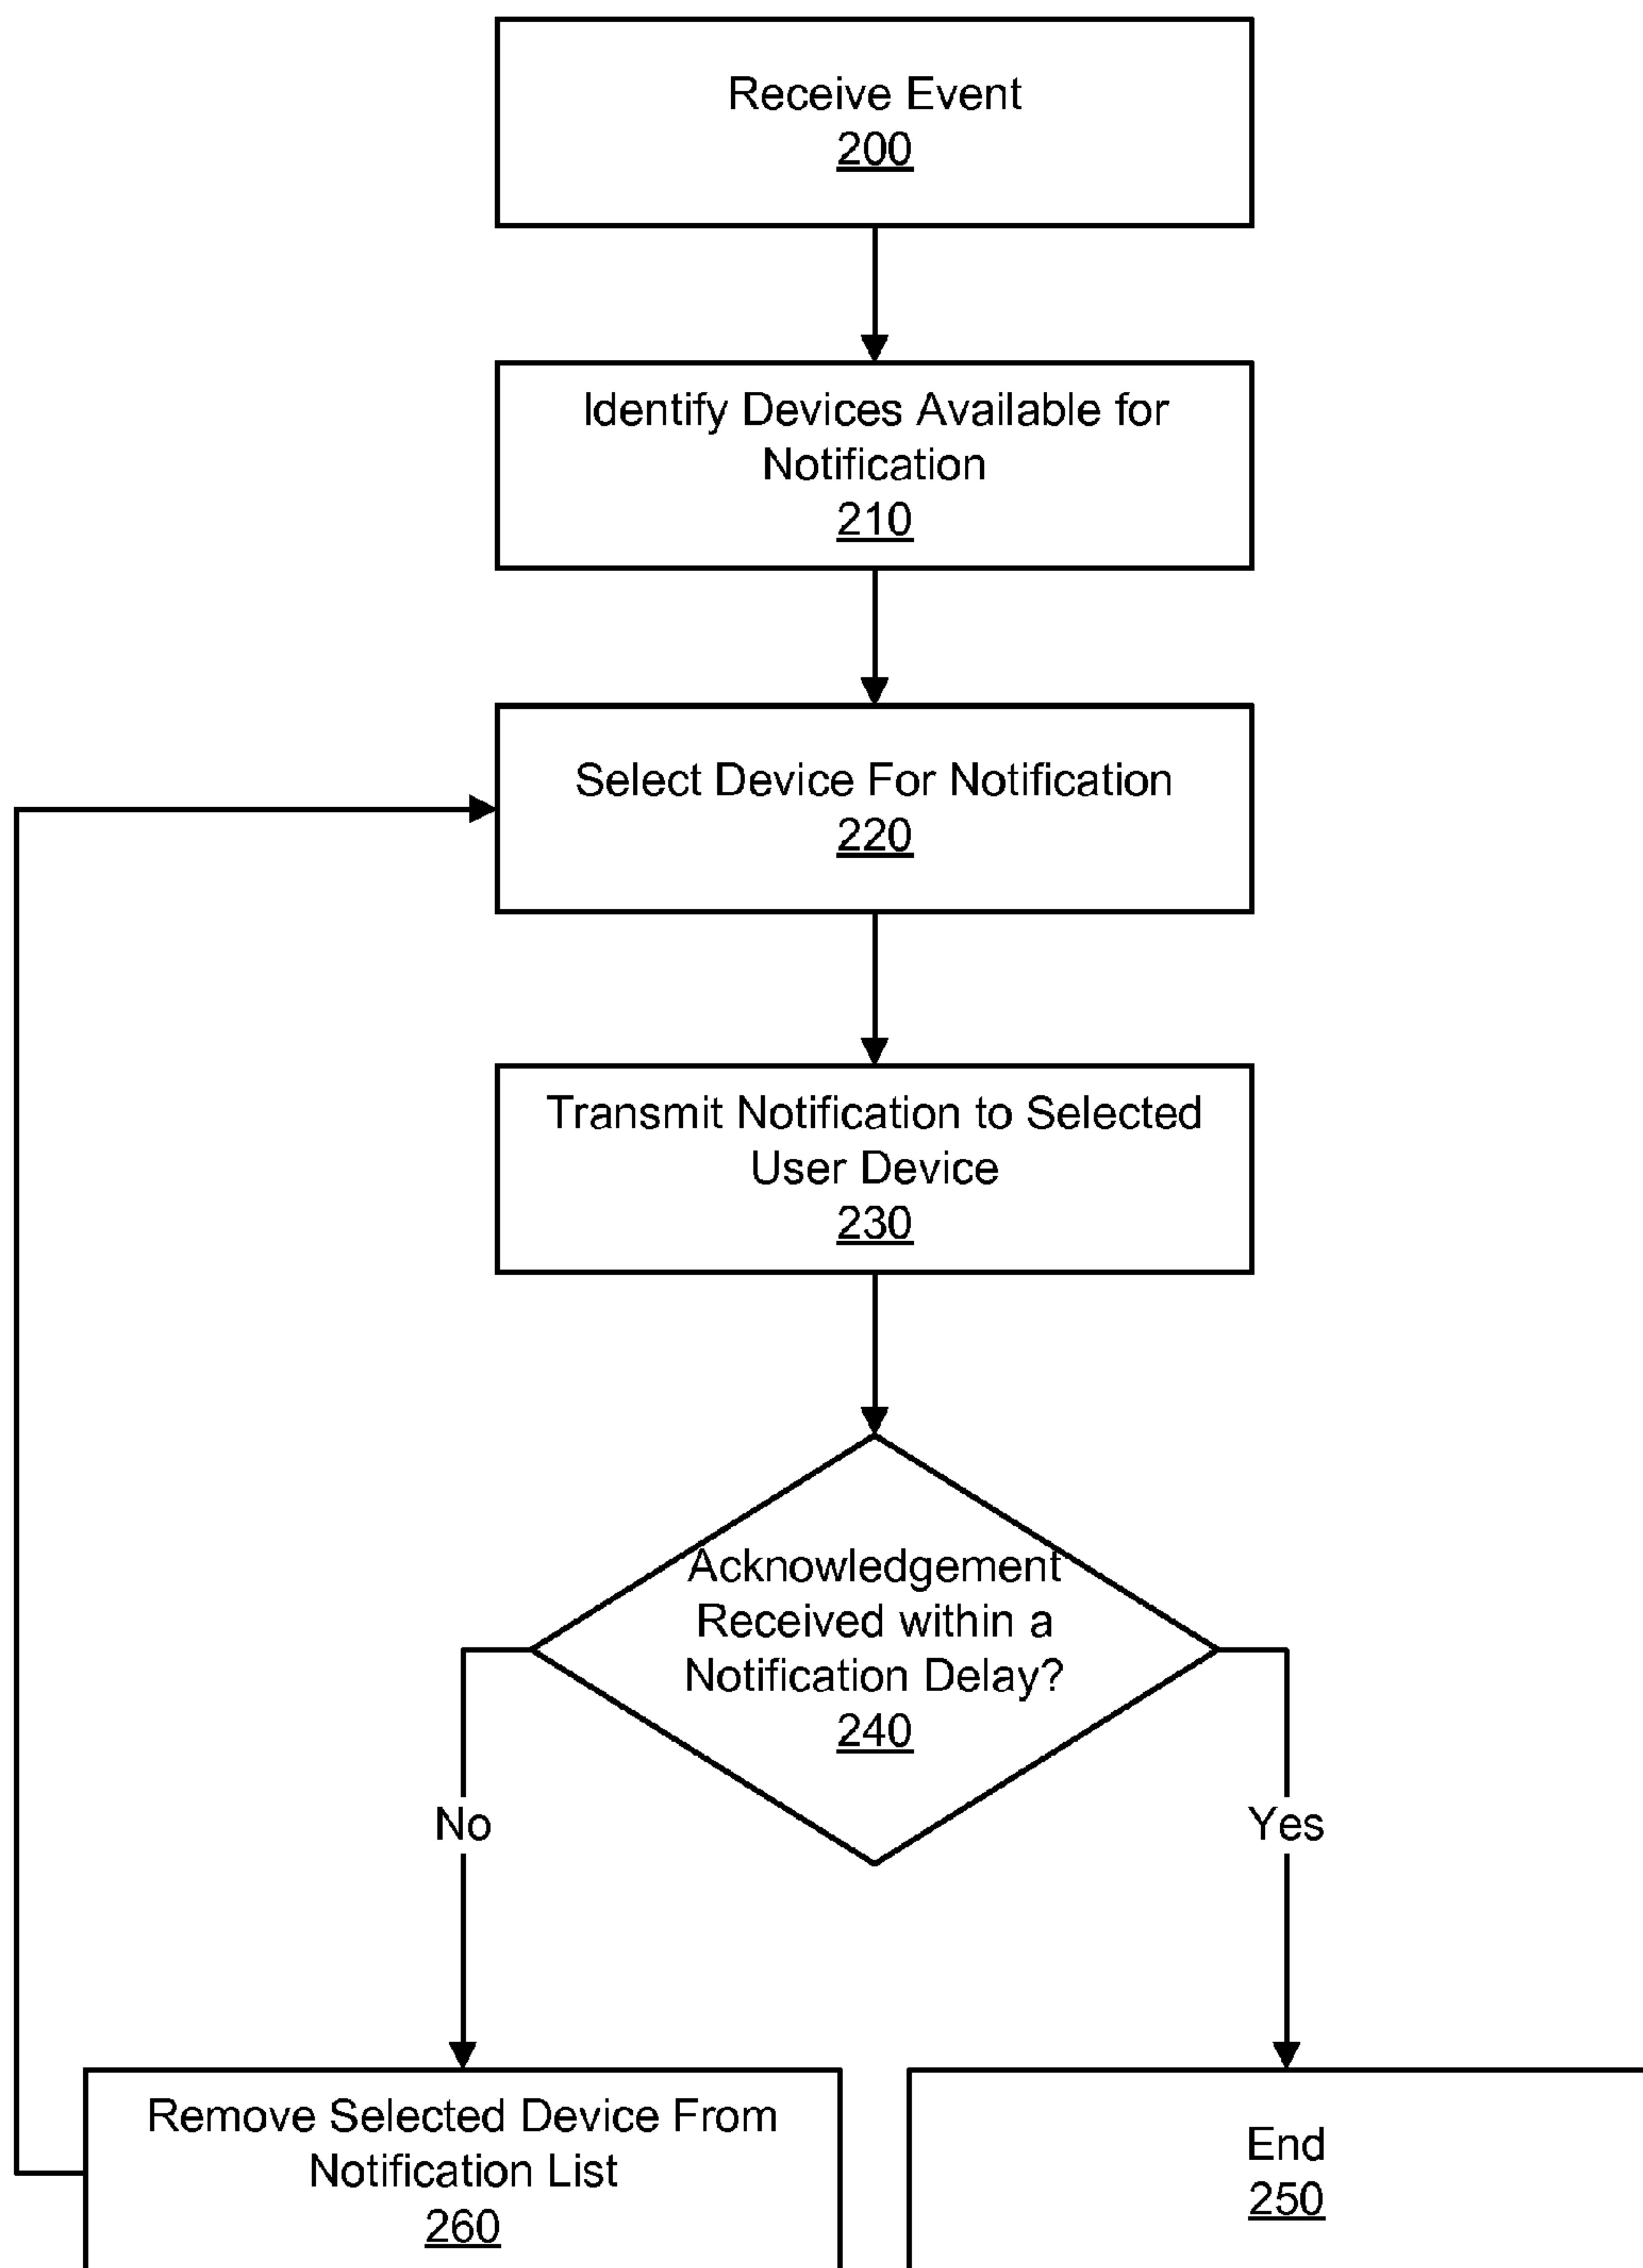 Receive Event
200
Identify Devices Available for
Notification
210
Select Device For Notification
220
Transmit Notification to Selected
User Device
230
Acknowledgement
Received within a
Notification Delay?
240
No
Yes
Remove Selected Device From
Notification List
260
End
250